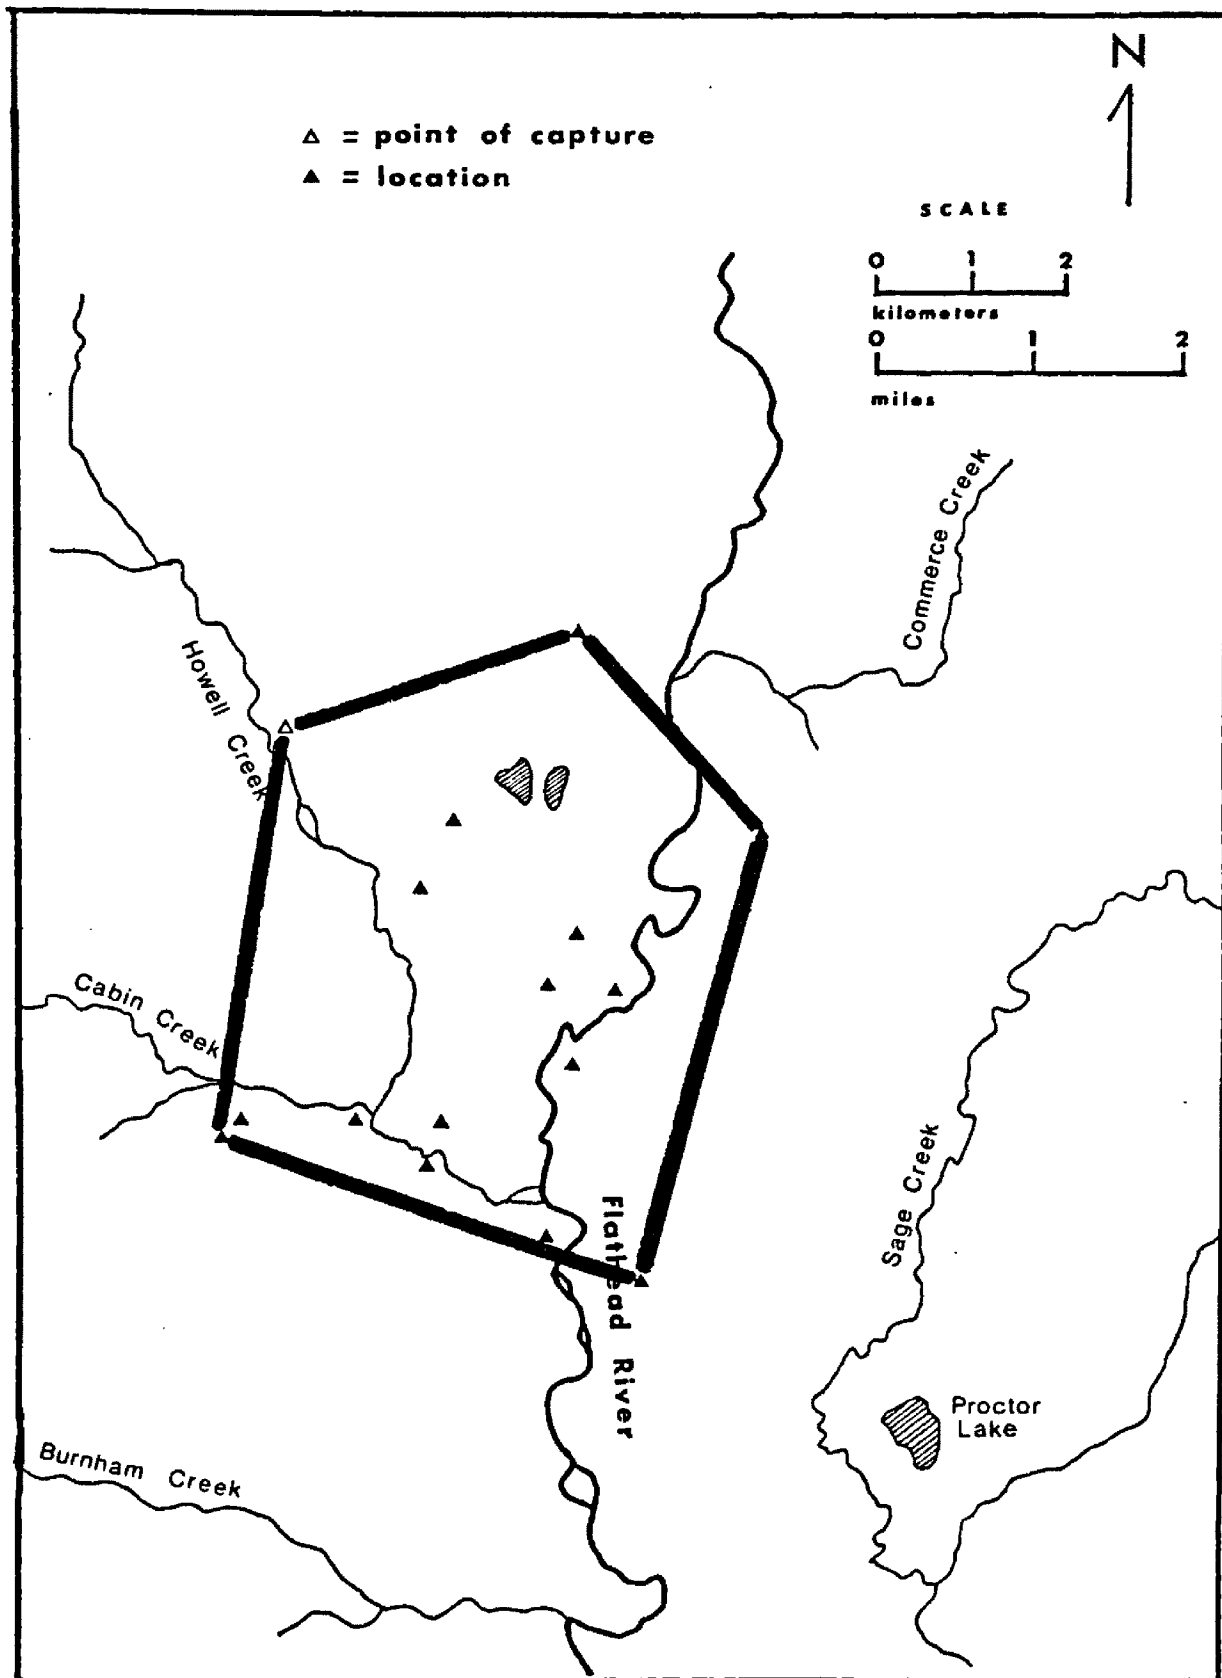 N
△ = point of capture
▲ = location
SCALE
0 1 2
kilometers
0 1 2
miles
Commerce Creek
Howell Creek
Cabin Creek
Sage Creek
Flathead River
Proctor
Lake
Burnham Creek